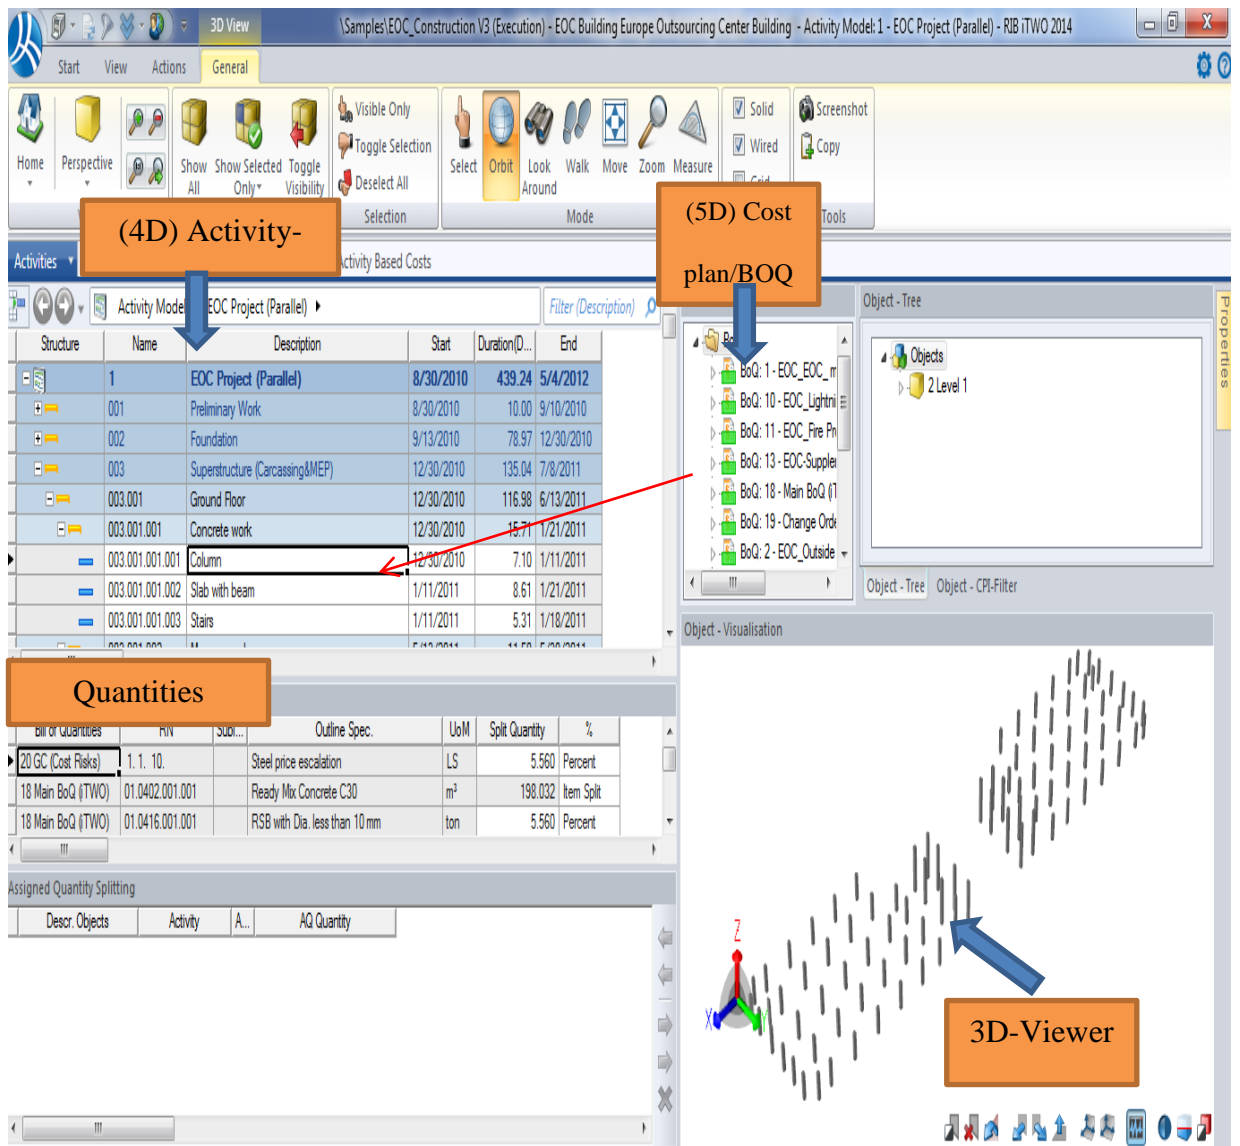 3D View
\Samples\EOC_Construction V3 (Execution) - EOC Building Europe Outsourcing Center Building - Activity Model: 1 - EOC Project (Parallel) - RIB iTWO 2014
Start View Actions General
Home
Perspective
Show All
Show Selected Only
Toggle Visibility
Visible Only
Toggle Selection
Deselect All
Selection
Select
Orbit
Look Around
Walk
Move
Zoom
Measure
Mode
Solid
Wired
Screenshot
Copy
Tools
(4D) Activity-
(5D) Cost
plan/BOQ
Activities
Activity Based Costs
Activity Model
EOC Project (Parallel)
Filter (Description)
Structure Name Description Start Duration(D... End
1 EOC Project (Parallel) 8/30/2010 439.24 5/4/2012
001 Preliminary Work 8/30/2010 10.00 9/10/2010
002 Foundation 9/13/2010 78.97 12/30/2010
003 Superstructure (Carcassing&MEP) 12/30/2010 135.04 7/8/2011
003.001 Ground Floor 12/30/2010 116.98 6/13/2011
003.001.001 Concrete work 12/30/2010 15.71 1/21/2011
003.001.001.001 Column 12/30/2010 7.10 1/11/2011
003.001.001.002 Slab with beam 1/11/2011 8.61 1/21/2011
003.001.001.003 Stairs 1/11/2011 5.31 1/18/2011
BoQ: 1 - EOC_EOC_m
BoQ: 10 - EOC_Lightni
BoQ: 11 - EOC_Fire Pr
BoQ: 13 - EOC-Supple
BoQ: 18 - Main BoQ (iT
BoQ: 19 - Change Orde
BoQ: 2 - EOC_Outside
Object - Tree
Objects
2 Level 1
Properties
Object - Tree Object - CPI-Filter
Object - Visualisation
Quantities
Bill of Quantities RN Subl... Outline Spec. UoM Split Quantity %
20 GC (Cost Risks) 1. 1. 10. Steel price escalation LS 5.560 Percent
18 Main BoQ (iTWO) 01.0402.001.001 Ready Mix Concrete C30 m³ 198.032 Item Split
18 Main BoQ (iTWO) 01.0416.001.001 RSB with Dia. less than 10 mm ton 5.560 Percent
Assigned Quantity Splitting
Descr. Objects Activity A... AQ Quantity
Z
X
Y
3D-Viewer